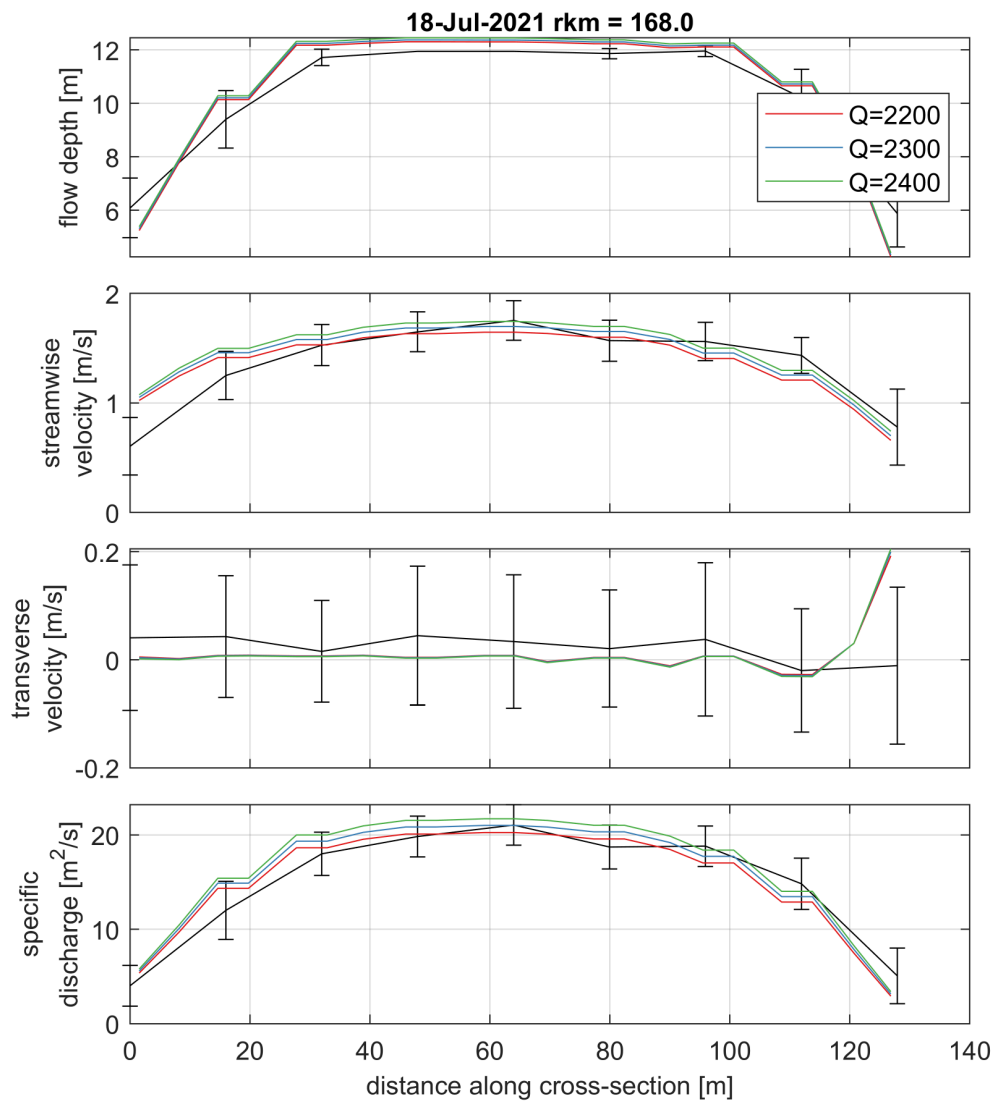 18-Jul-2021 rkm = 168.0
12
10
8
6
flow depth [m]
Q=2200
Q=2300
Q=2400
2
1
0
streamwise
velocity [m/s]
0.2
0
-0.2
transverse
velocity [m/s]
20
10
0
specific
discharge [m²/s]
0 20 40 60 80 100 120 140
distance along cross-section [m]